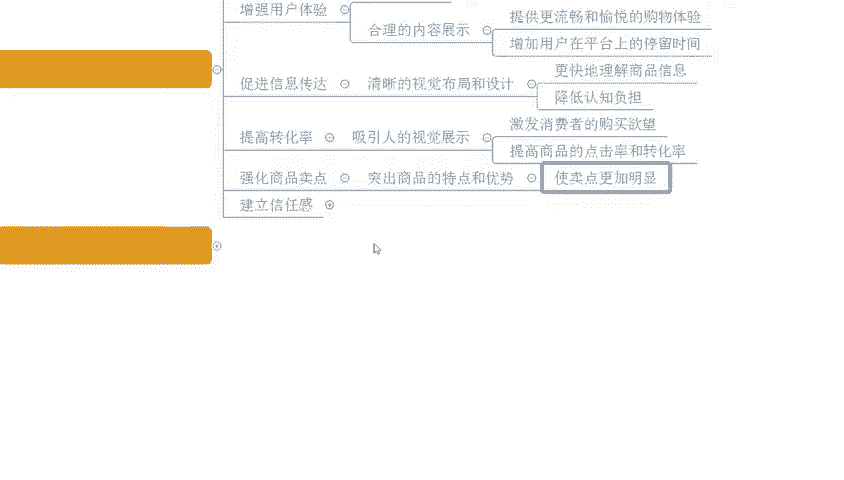 增强用户体验
合理的内容展示
提供更流畅和愉悦的购物体验
增加用户在平台上的停留时间
促进信息传达
清晰的视觉布局和设计
更快地理解商品信息
降低认知负担
提高转化率
吸引人的视觉展示
激发消费者的购买欲望
提高商品的点击率和转化率
强化商品卖点
突出商品的特点和优势
使卖点更加明显
建立信任感